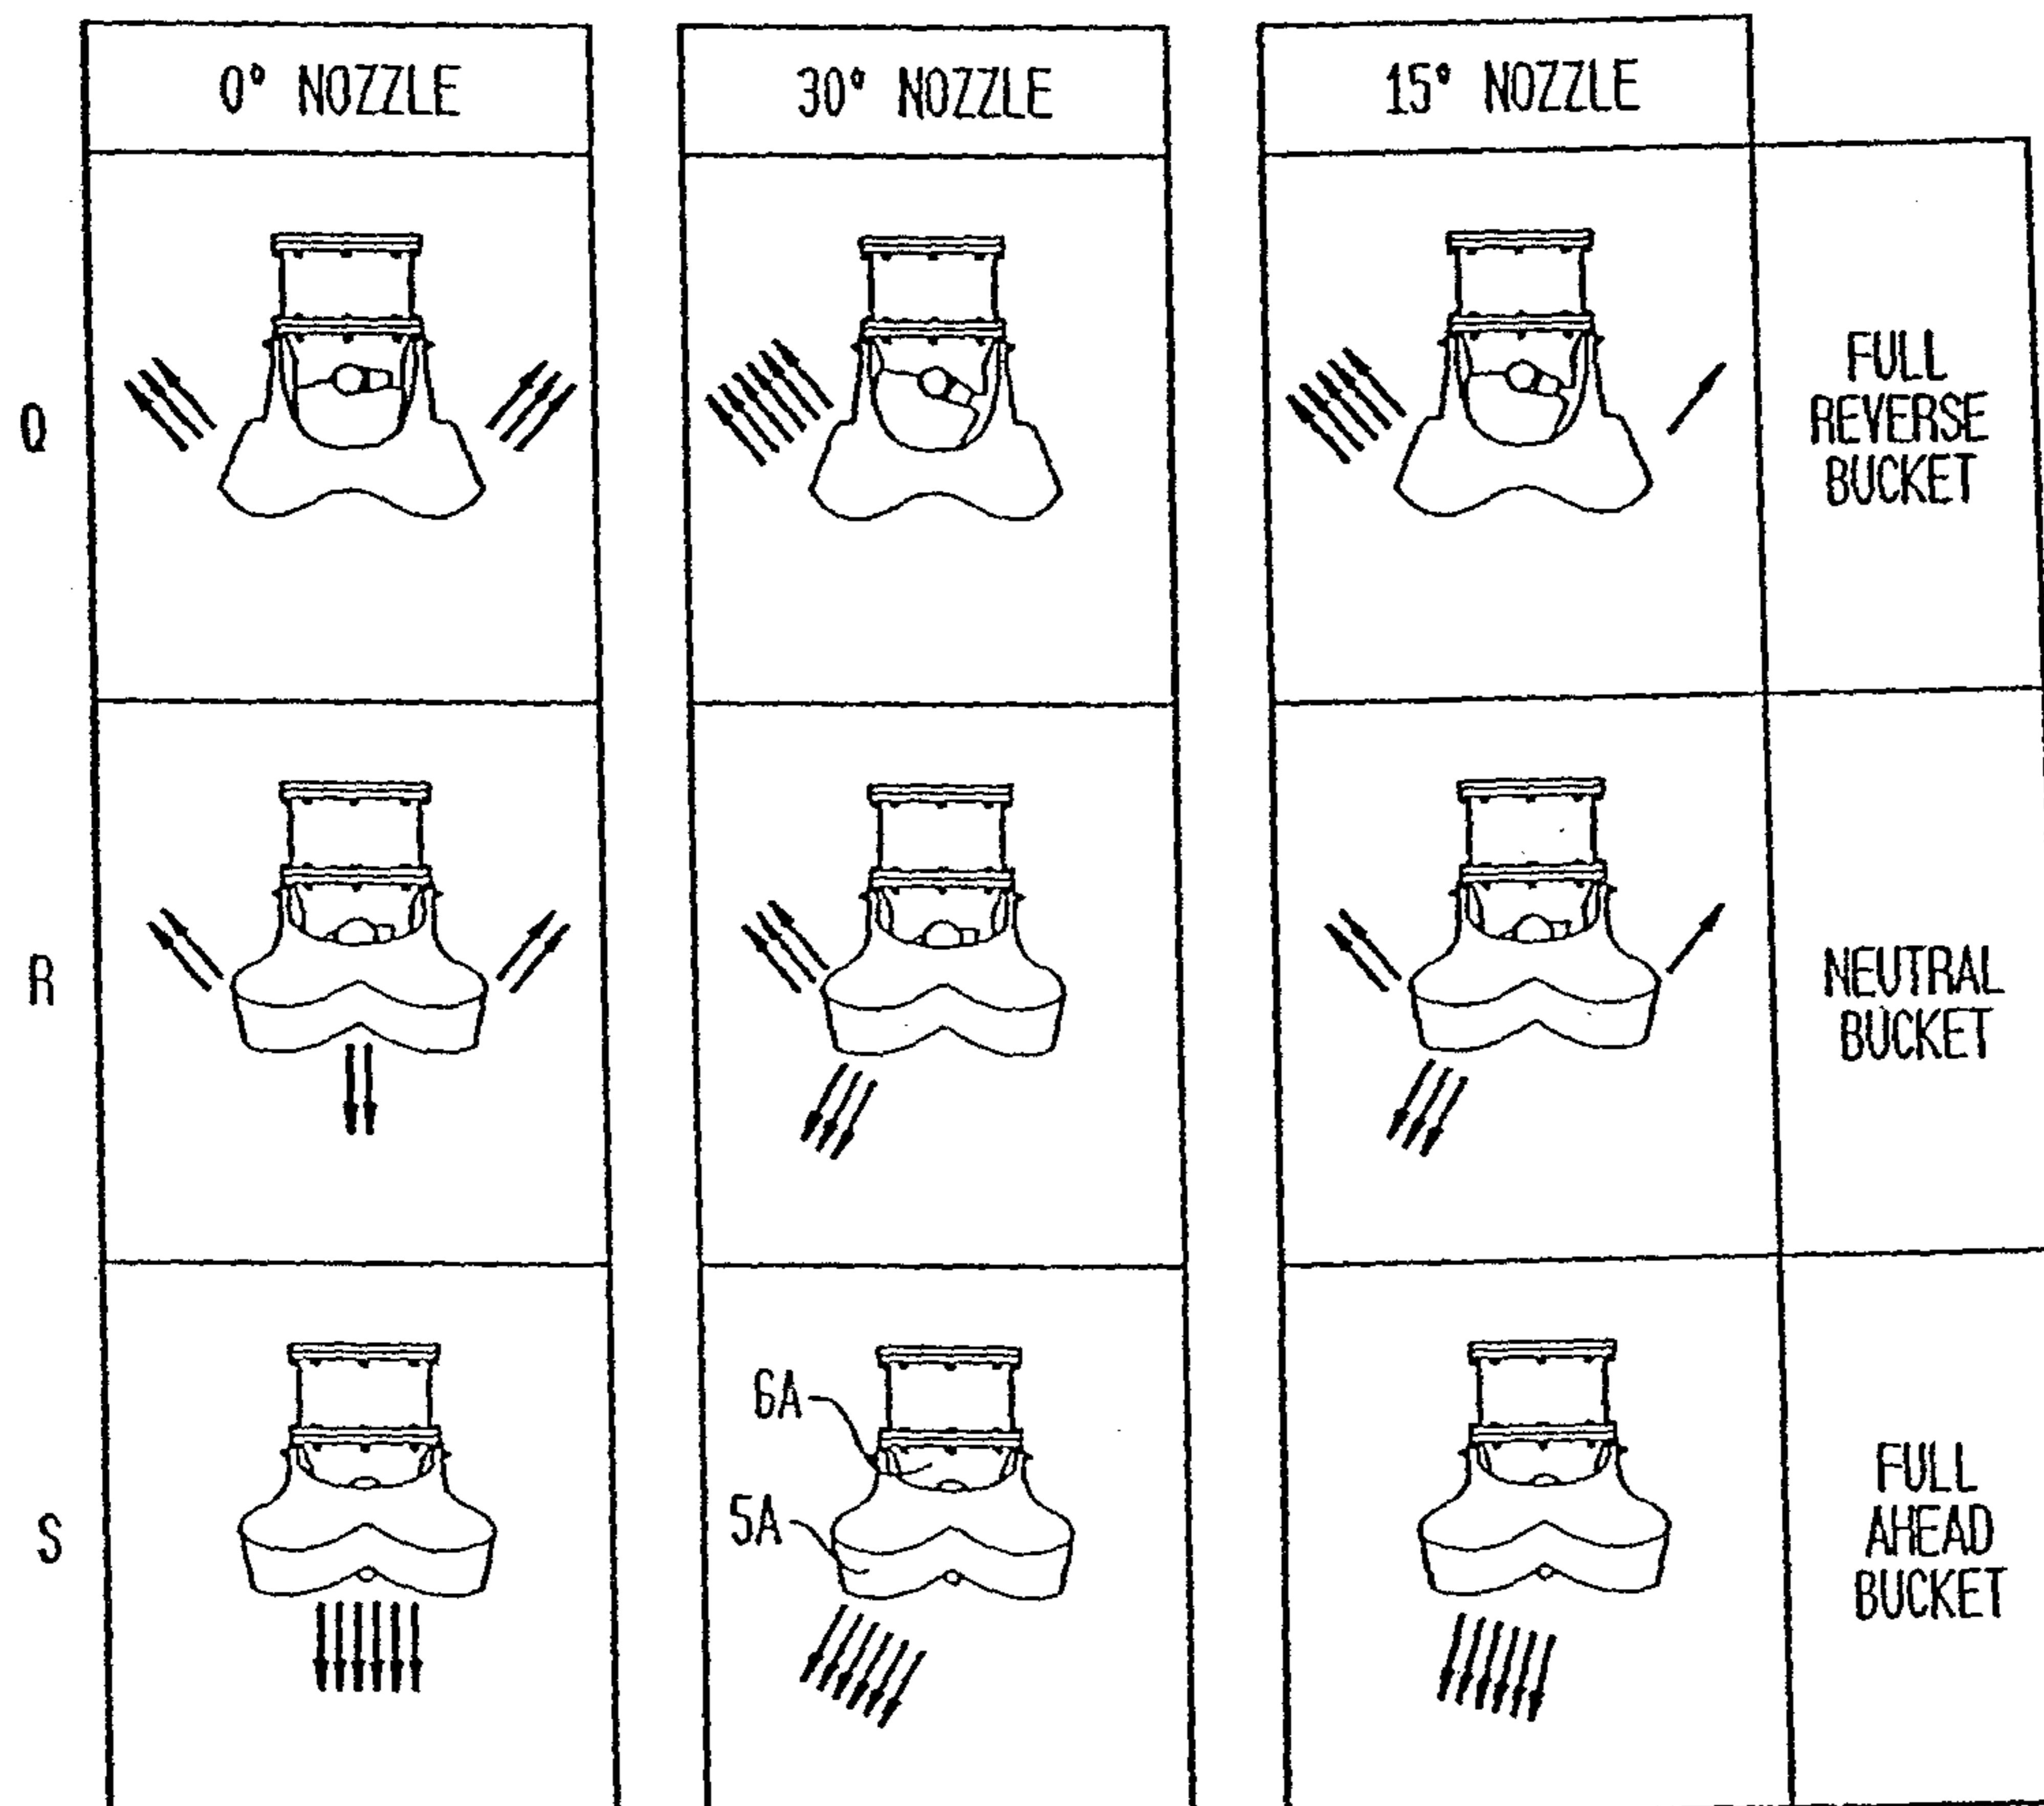 0° NOZZLE
30° NOZZLE
15° NOZZLE
Q
FULL
REVERSE
BUCKET
R
NEUTRAL
BUCKET
6A
5A
S
FULL
AHEAD
BUCKET